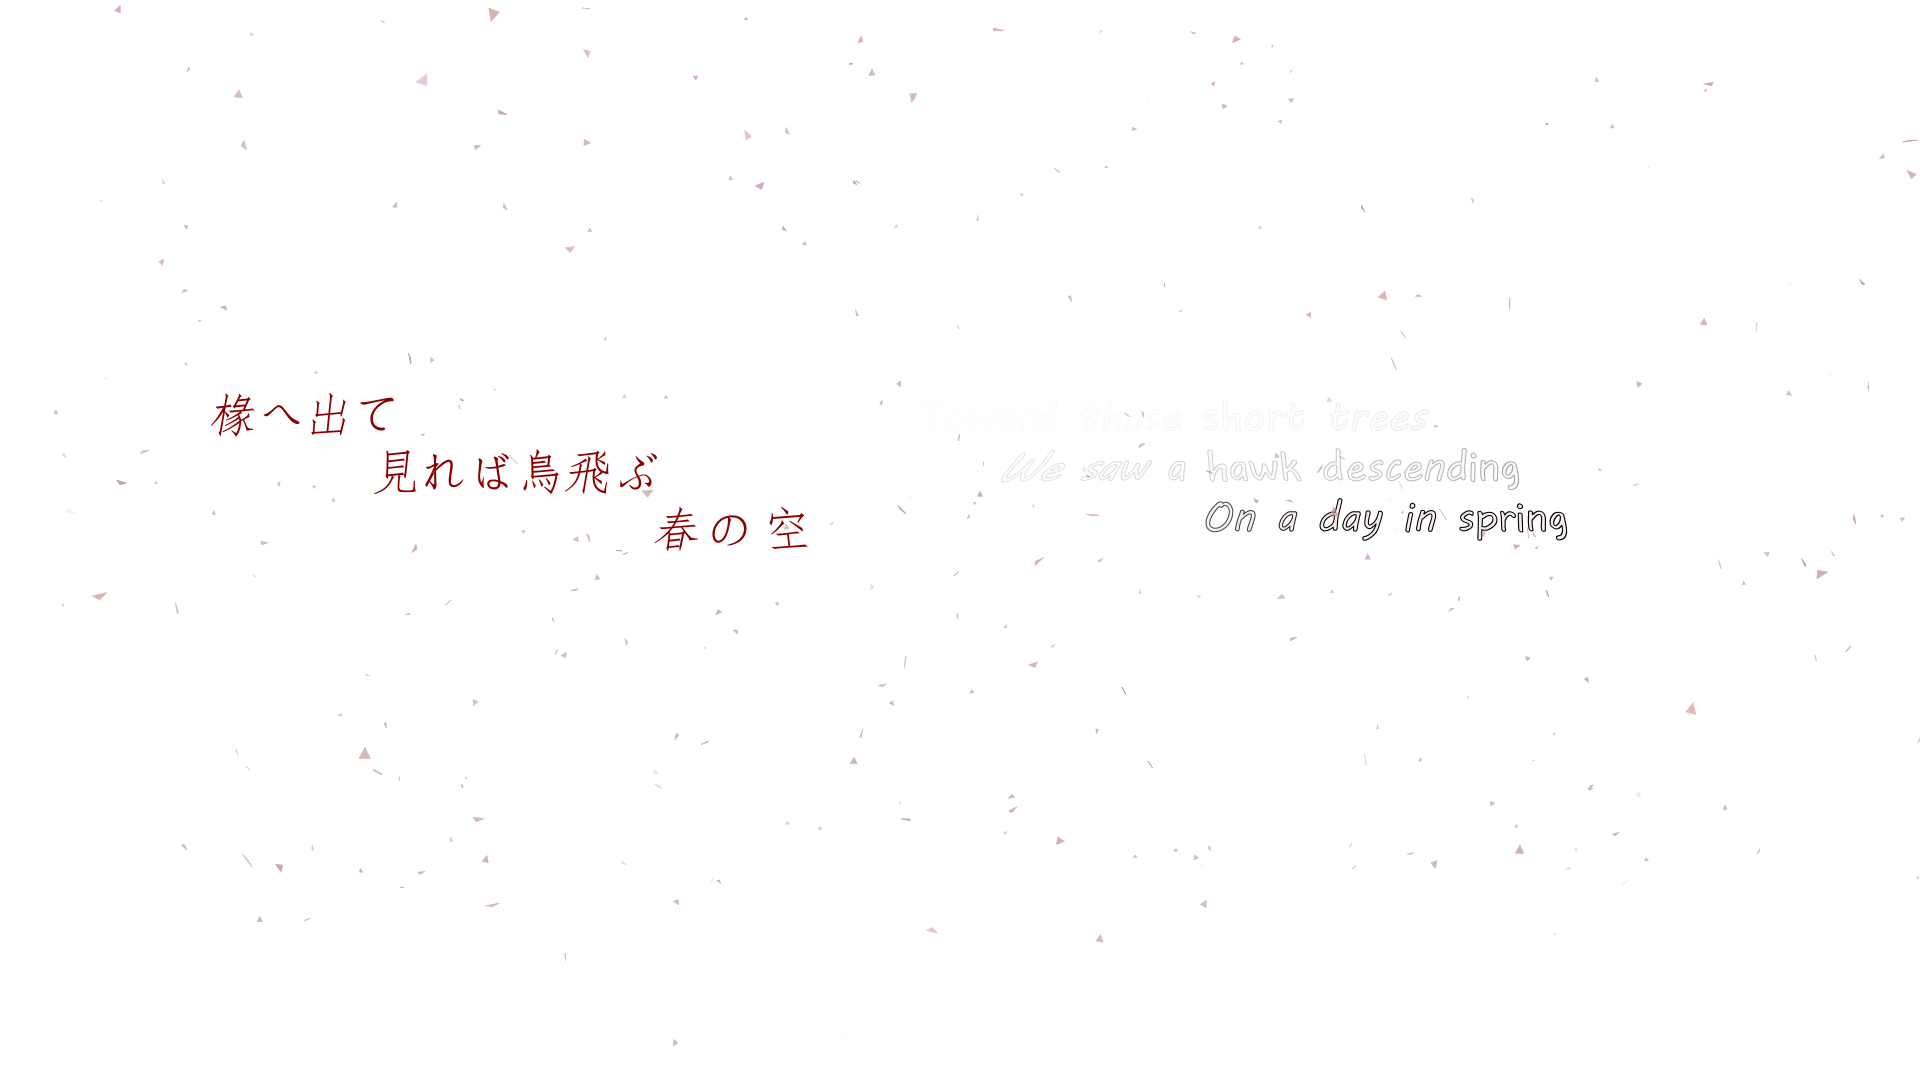 椽へ出て
見れば鳥飛ぶ
春の空
toward those short trees.
We saw a hawk descending
On a day in spring